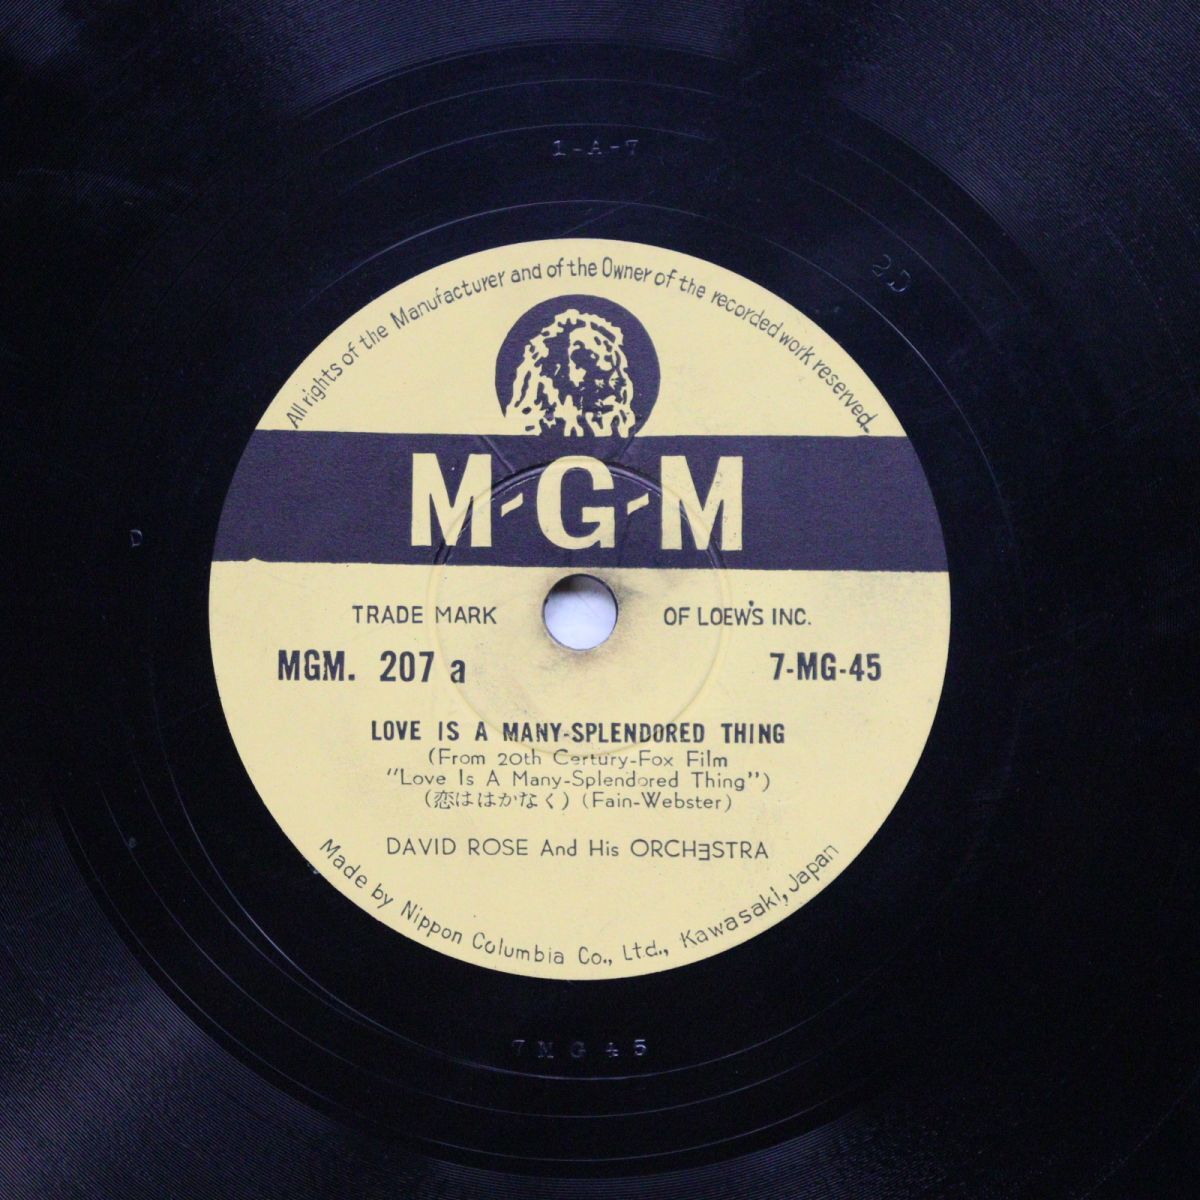 1-A-7
2D
D
All rights of the Manufacturer and of the Owner of the recorded work reserved.
M-G-M
TRADE MARK OF LOEW'S INC.
MGM. 207 a 7-MG-45
LOVE IS A MANY-SPLENDORED THING
(From 20th Certury-Fox Film
"Love Is A Many-Splendored Thing")
(恋ははかなく) (Fain-Webster)
DAVID ROSE And His ORCHƎSTRA
Made by Nippon Columbia Co., Ltd., Kawasaki, Japan
7MG45